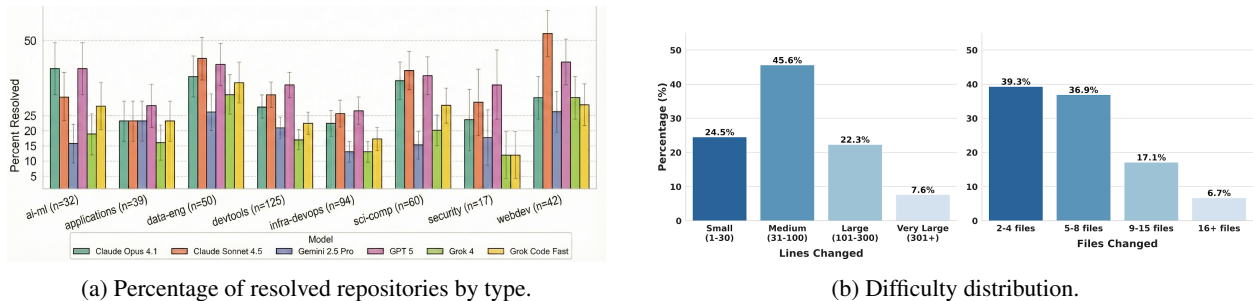 Percent Resolved
50
25
20
15
10
5
ai-ml (n=32)
applications (n=39)
data-eng (n=50)
devtools (n=125)
infra-devops (n=94)
sci-comp (n=60)
security (n=17)
webdev (n=42)
Model
Claude Opus 4.1 Claude Sonnet 4.5 Gemini 2.5 Pro GPT 5 Grok 4 Grok Code Fast
(a) Percentage of resolved repositories by type.
Percentage (%)
50
40
30
20
10
0
24.5%
45.6%
22.3%
7.6%
Small
(1-30)
Medium
(31-100)
Large
(101-300)
Very Large
(301+)
Lines Changed
50
40
30
20
10
0
39.3%
36.9%
17.1%
6.7%
2-4 files 5-8 files 9-15 files 16+ files
Files Changed
(b) Difficulty distribution.